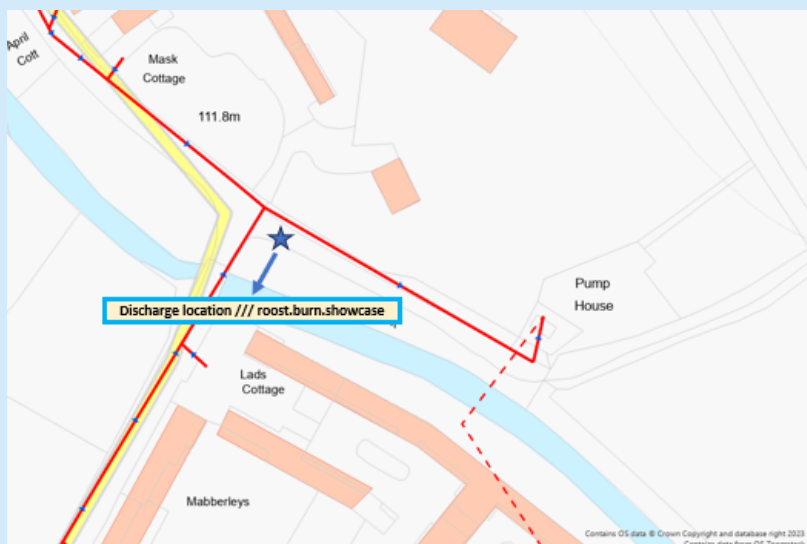 April
Cott
Mask
Cottage
111.8m
Pump
House
Discharge location /// roost.burn.showcase
Lads
Cottage
Mabberleys
Contains OS data © Crown Copyright and database right 2023